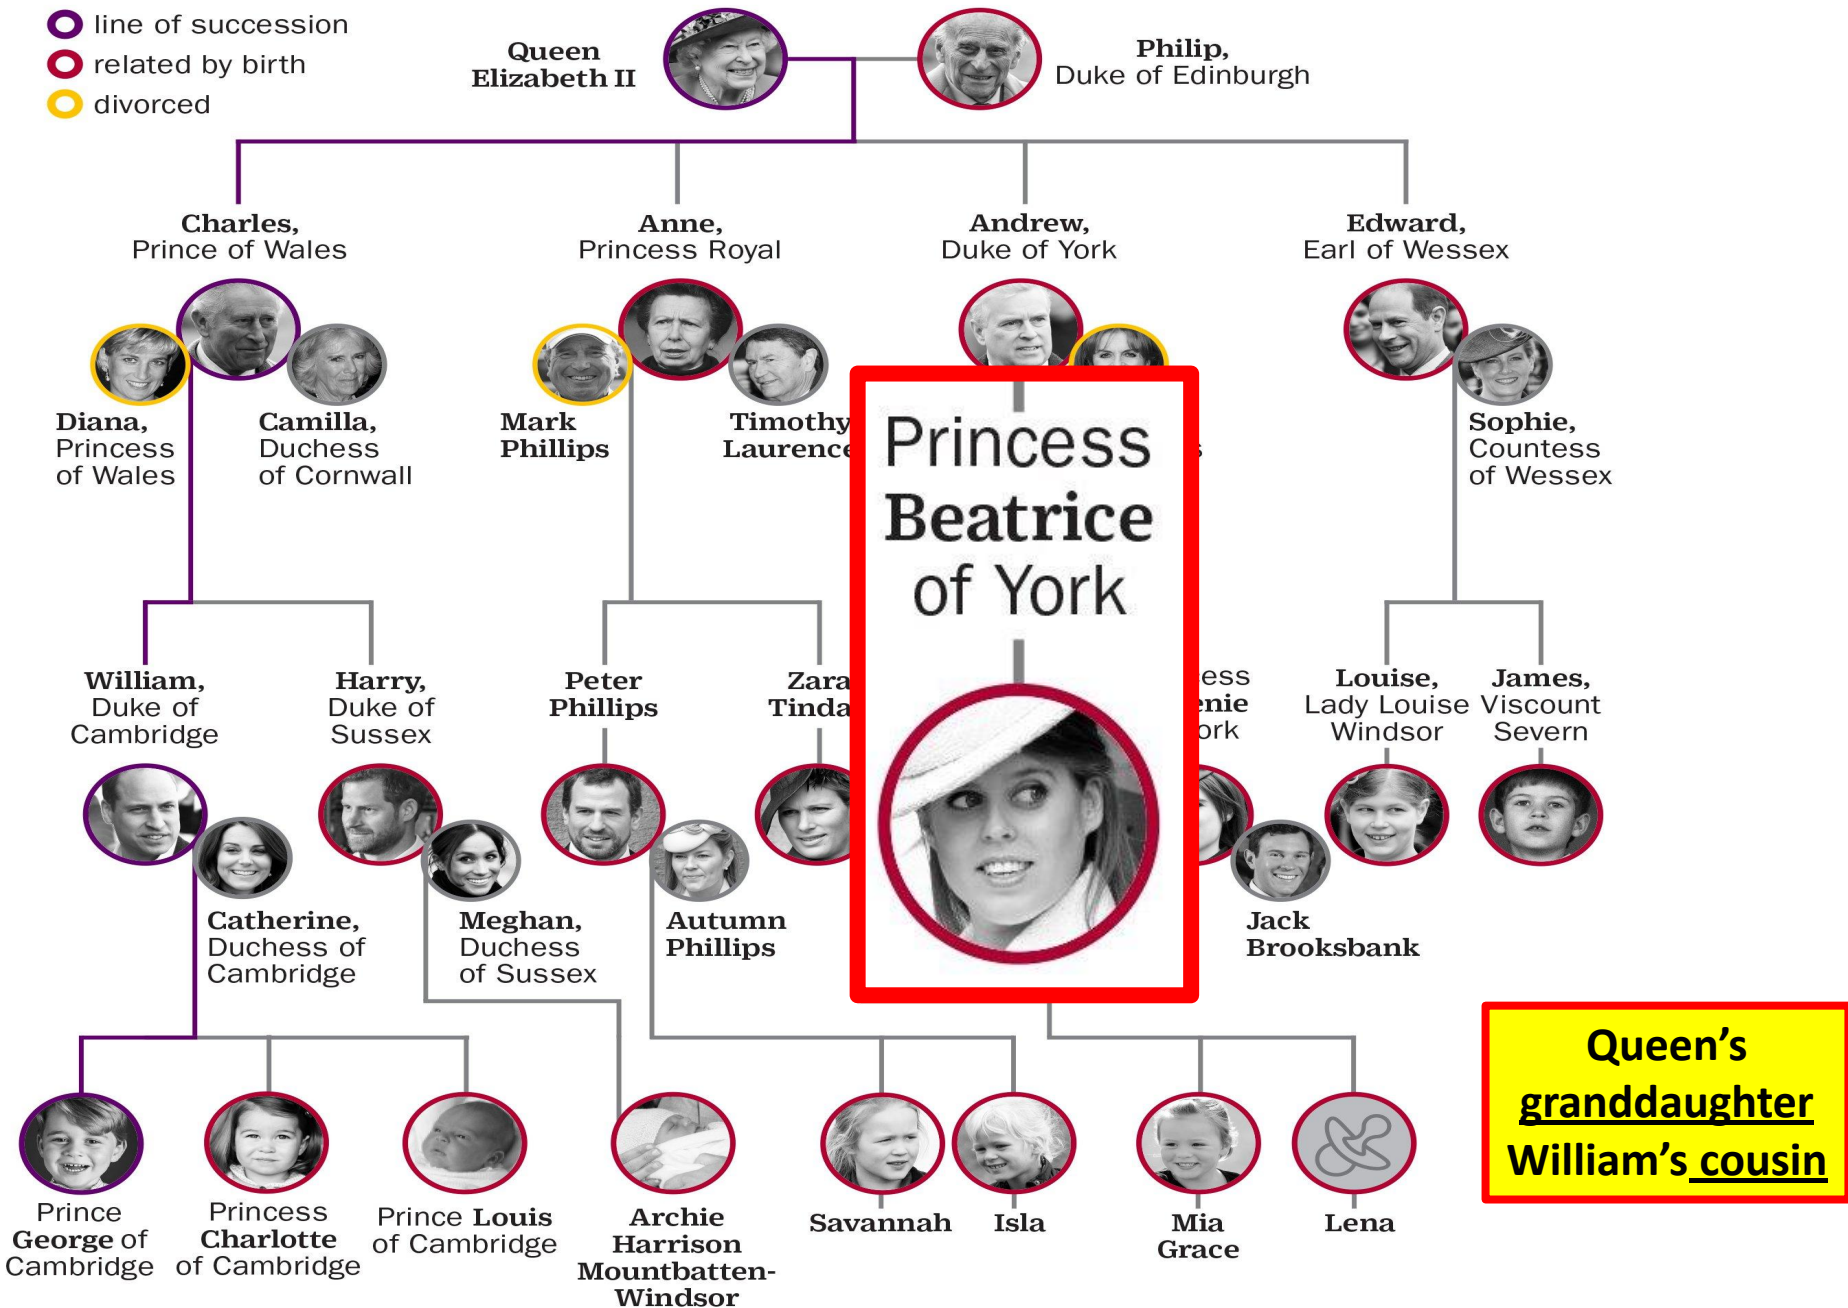 line of succession
related by birth
divorced
Queen
Elizabeth II
Philip,
Duke of Edinburgh
Charles,
Prince of Wales
Anne,
Princess Royal
Andrew,
Duke of York
Edward,
Earl of Wessex
Diana,
Princess
of Wales
Camilla,
Duchess
of Cornwall
Mark
Phillips
Timothy
Laurence
Sophie,
Countess
of Wessex
Princess
Beatrice
of York
William,
Duke of
Cambridge
Harry,
Duke of
Sussex
Peter
Phillips
Zara
Louise,
Lady Louise
Windsor
James,
Viscount
Severn
Catherine,
Duchess of
Cambridge
Meghan,
Duchess
of Sussex
Autumn
Phillips
Jack
Brooksbank
Prince
George of
Cambridge
Princess
Charlotte
of Cambridge
Prince Louis
of Cambridge
Archie
Harrison
Mountbatten-
Windsor
Savannah
Isla
Mia
Grace
Lena
Queen's
granddaughter
William's cousin